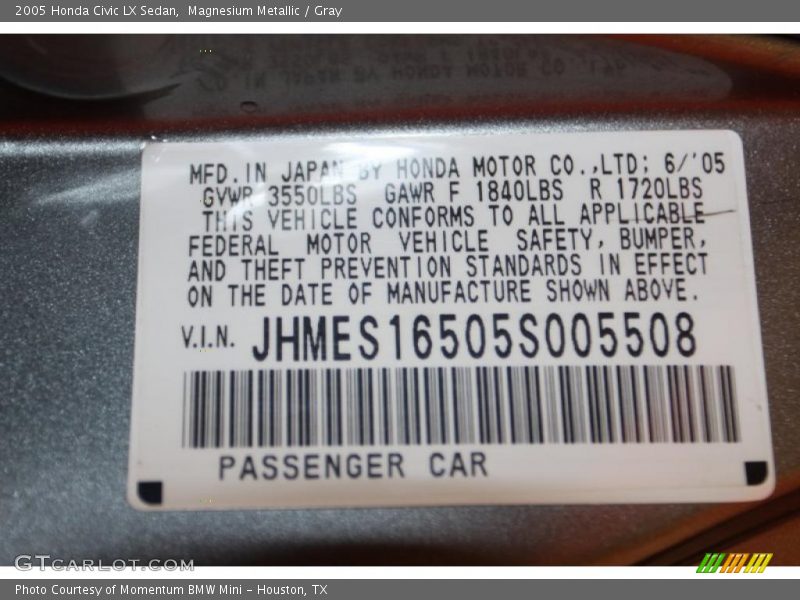 2005 Honda Civic LX Sedan,  Magnesium Metallic / Gray
MFD. IN JAPAN BY HONDA MOTOR CO.,LTD; 6/'05
GVWR 3550LBS GAWR F 1840LBS R 1720LBS
THIS VEHICLE CONFORMS TO ALL APPLICABLE
FEDERAL MOTOR VEHICLE SAFETY, BUMPER,
AND THEFT PREVENTION STANDARDS IN EFFECT
ON THE DATE OF MANUFACTURE SHOWN ABOVE.
V.I.N. JHMES16505S005508
PASSENGER CAR
GTcarlot.com
Photo Courtesy of Momentum BMW Mini - Houston, TX